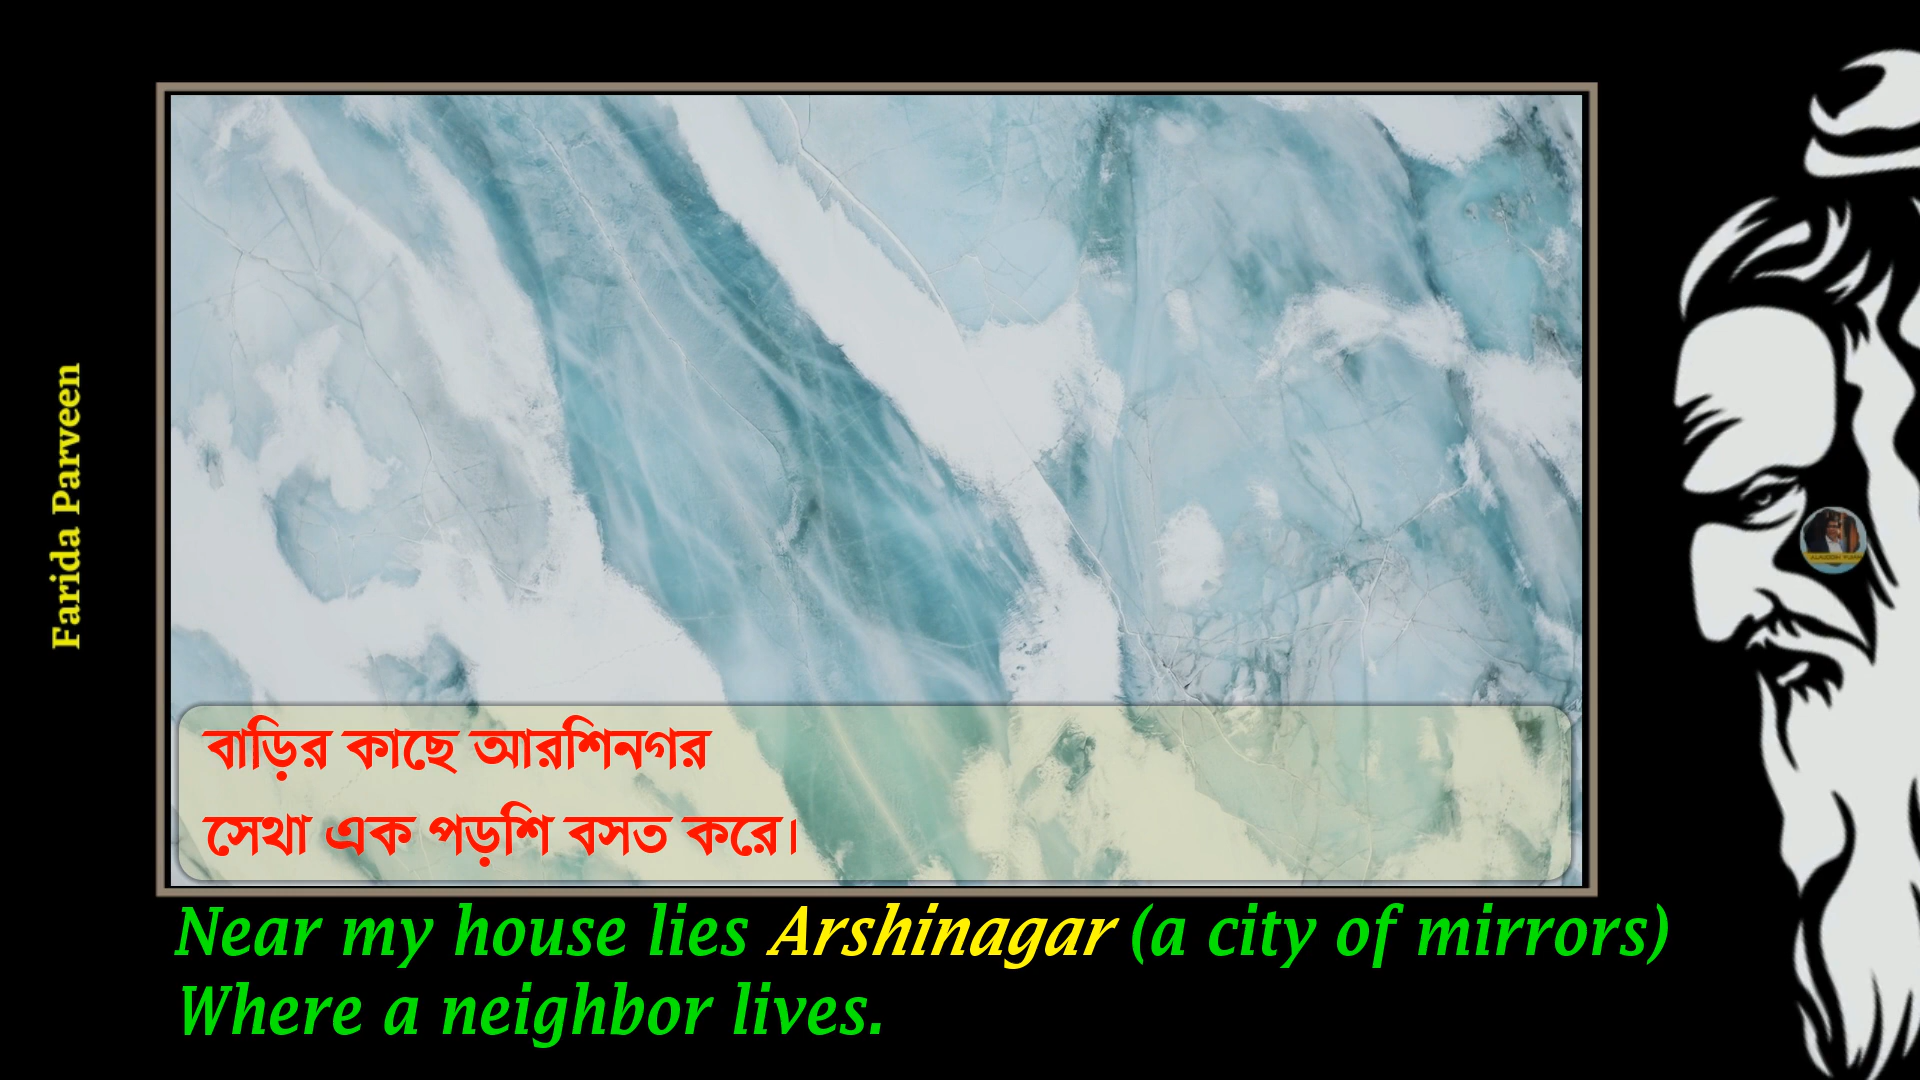 Farida Parveen
বাড়ির কাছে আরশিনগর
সেথা এক পড়শি বসত করে।
Near my house lies Arshinagar (a city of mirrors)
Where a neighbor lives.